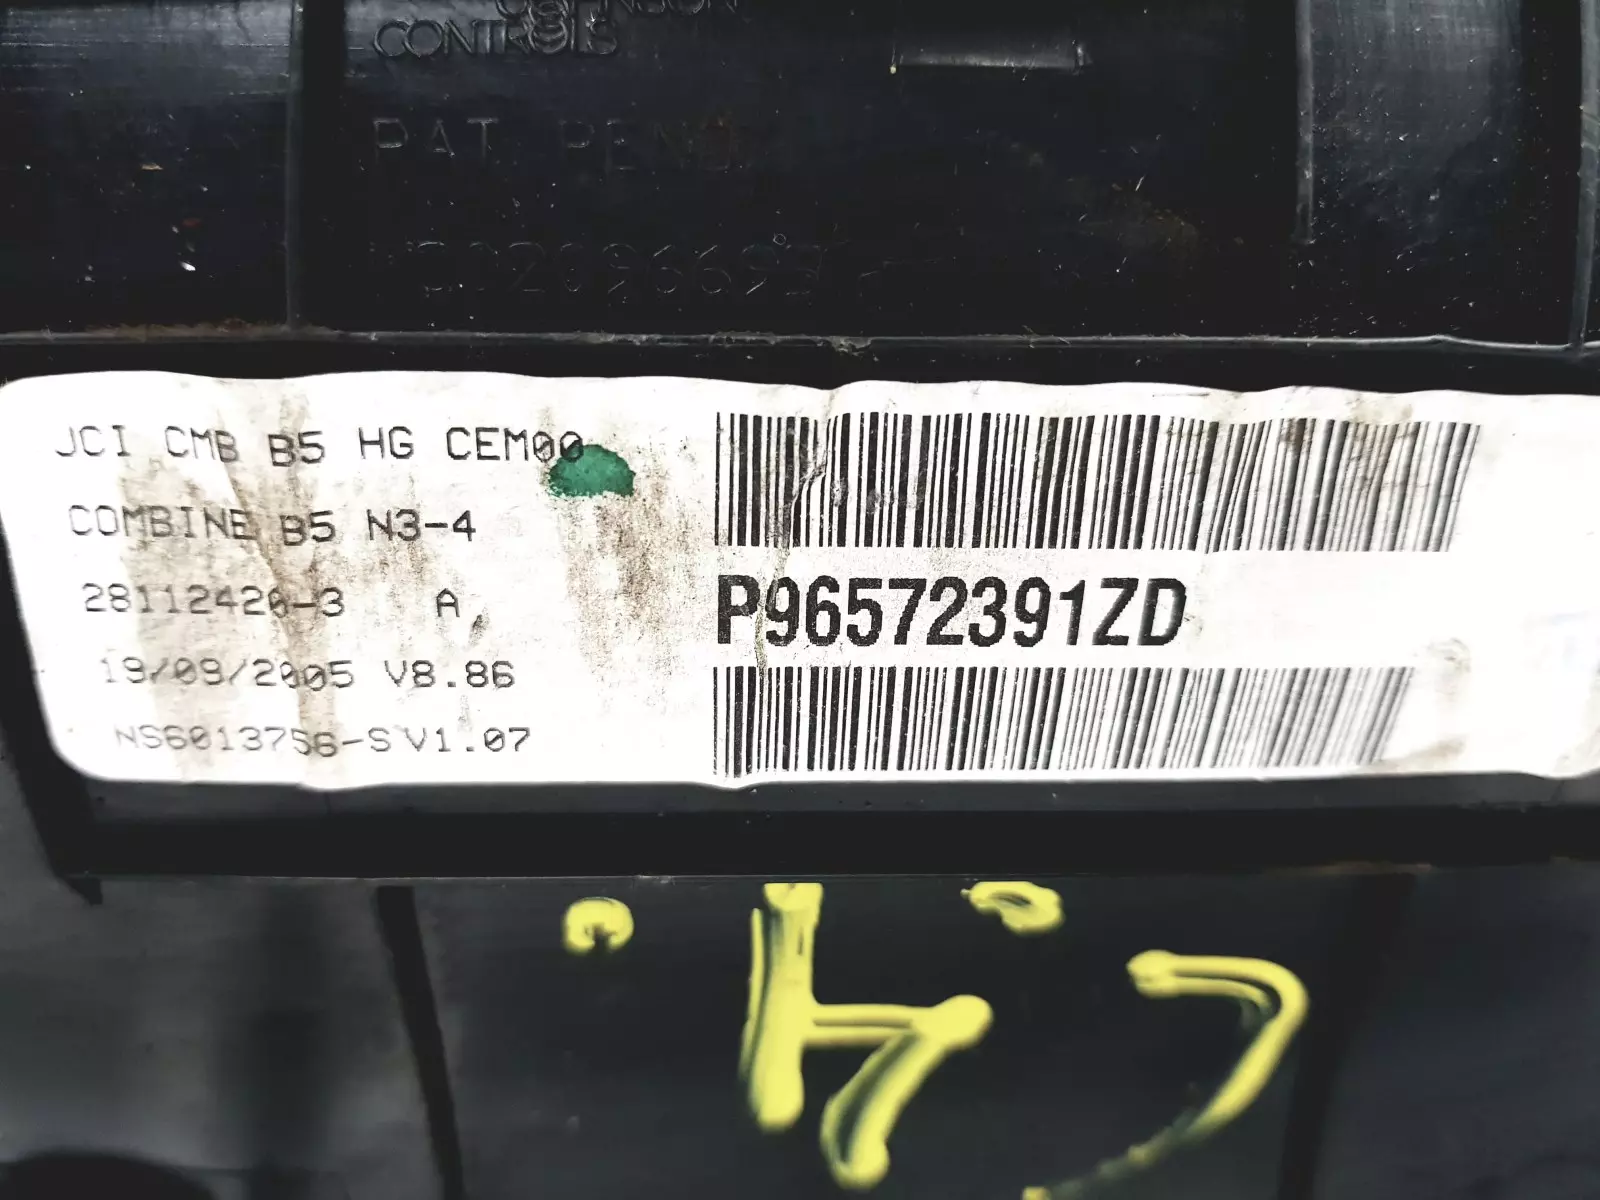 CONTROLS
PAT PEND
JCI CMB B5 HG CEM00
COMBINE B5 N3-4
28112420-3 A
19/09/2005 V8.86
NS6013756-S V1.07
P96572391ZD
C4